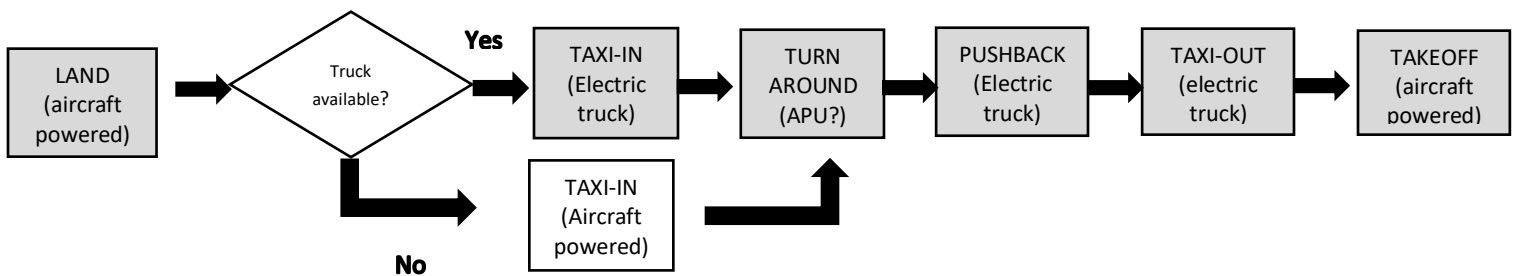 LAND
(aircraft
powered)
Truck
available?
Yes
TAXI-IN
(Electric
truck)
TURN
AROUND
(APU?)
PUSHBACK
(Electric
truck)
TAXI-OUT
(electric
truck)
TAKEOFF
(aircraft
powered)
TAXI-IN
(Aircraft
powered)
No